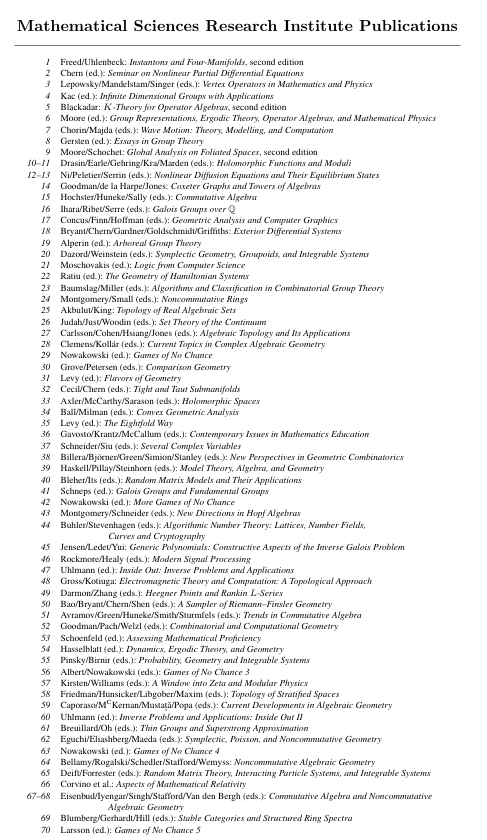 Mathematical Sciences Research Institute Publications
1 Freed/Uhlenbeck: Instantons and Four-Manifolds, second edition
2 Chern (ed.): Seminar on Nonlinear Partial Differential Equations
3 Lepowsky/Mandelstam/Singer (eds.): Vertex Operators in Mathematics and Physics
4 Kac (ed.): Infinite Dimensional Groups with Applications
5 Blackadar: K-Theory for Operator Algebras, second edition
6 Moore (ed.): Group Representations, Ergodic Theory, Operator Algebras, and Mathematical Physics
7 Chorin/Majda (eds.): Wave Motion: Theory, Modelling, and Computation
8 Gersten (ed.): Essays in Group Theory
9 Moore/Schochet: Global Analysis on Foliated Spaces, second edition
10–11 Drasin/Earle/Gehring/Kra/Marden (eds.): Holomorphic Functions and Moduli
12–13 Ni/Peletier/Serrin (eds.): Nonlinear Diffusion Equations and Their Equilibrium States
14 Goodman/de la Harpe/Jones: Coxeter Graphs and Towers of Algebras
15 Hochster/Huneke/Sally (eds.): Commutative Algebra
16 Ihara/Ribet/Serre (eds.): Galois Groups over ℚ
17 Concus/Finn/Hoffman (eds.): Geometric Analysis and Computer Graphics
18 Bryant/Chern/Gardner/Goldschmidt/Griffiths: Exterior Differential Systems
19 Alperin (ed.): Arboreal Group Theory
20 Dazord/Weinstein (eds.): Symplectic Geometry, Groupoids, and Integrable Systems
21 Moschovakis (ed.): Logic from Computer Science
22 Ratiu (ed.): The Geometry of Hamiltonian Systems
23 Baumslag/Miller (eds.): Algorithms and Classification in Combinatorial Group Theory
24 Montgomery/Small (eds.): Noncommutative Rings
25 Akbulut/King: Topology of Real Algebraic Sets
26 Judah/Just/Woodin (eds.): Set Theory of the Continuum
27 Carlsson/Cohen/Hsiang/Jones (eds.): Algebraic Topology and Its Applications
28 Clemens/Kollár (eds.): Current Topics in Complex Algebraic Geometry
29 Nowakowski (ed.): Games of No Chance
30 Grove/Petersen (eds.): Comparison Geometry
31 Levy (ed.): Flavors of Geometry
32 Cecil/Chern (eds.): Tight and Taut Submanifolds
33 Axler/McCarthy/Sarason (eds.): Holomorphic Spaces
34 Ball/Milman (eds.): Convex Geometric Analysis
35 Levy (ed.): The Eightfold Way
36 Gavosto/Krantz/McCallum (eds.): Contemporary Issues in Mathematics Education
37 Schneider/Siu (eds.): Several Complex Variables
38 Billera/Björner/Green/Simion/Stanley (eds.): New Perspectives in Geometric Combinatorics
39 Haskell/Pillay/Steinhorn (eds.): Model Theory, Algebra, and Geometry
40 Bleher/Its (eds.): Random Matrix Models and Their Applications
41 Schneps (ed.): Galois Groups and Fundamental Groups
42 Nowakowski (ed.): More Games of No Chance
43 Montgomery/Schneider (eds.): New Directions in Hopf Algebras
44 Buhler/Stevenhagen (eds.): Algorithmic Number Theory: Lattices, Number Fields,
Curves and Cryptography
45 Jensen/Ledet/Yui: Generic Polynomials: Constructive Aspects of the Inverse Galois Problem
46 Rockmore/Healy (eds.): Modern Signal Processing
47 Uhlmann (ed.): Inside Out: Inverse Problems and Applications
48 Gross/Kotiuga: Electromagnetic Theory and Computation: A Topological Approach
49 Darmon/Zhang (eds.): Heegner Points and Rankin L-Series
50 Bao/Bryant/Chern/Shen (eds.): A Sampler of Riemann–Finsler Geometry
51 Avramov/Green/Huneke/Smith/Sturmfels (eds.): Trends in Commutative Algebra
52 Goodman/Pach/Welzl (eds.): Combinatorial and Computational Geometry
53 Schoenfeld (ed.): Assessing Mathematical Proficiency
54 Hasselblatt (ed.): Dynamics, Ergodic Theory, and Geometry
55 Pinsky/Birnir (eds.): Probability, Geometry and Integrable Systems
56 Albert/Nowakowski (eds.): Games of No Chance 3
57 Kirsten/Williams (eds.): A Window into Zeta and Modular Physics
58 Friedman/Hunsicker/Libgober/Maxim (eds.): Topology of Stratified Spaces
59 Caporaso/McKernan/Mustaţă/Popa (eds.): Current Developments in Algebraic Geometry
60 Uhlmann (ed.): Inverse Problems and Applications: Inside Out II
61 Breuillard/Oh (eds.): Thin Groups and Superstrong Approximation
62 Eguchi/Eliashberg/Maeda (eds.): Symplectic, Poisson, and Noncommutative Geometry
63 Nowakowski (ed.): Games of No Chance 4
64 Bellamy/Rogalski/Schedler/Stafford/Wemyss: Noncommutative Algebraic Geometry
65 Deift/Forrester (eds.): Random Matrix Theory, Interacting Particle Systems, and Integrable Systems
66 Corvino et al.: Aspects of Mathematical Relativity
67–68 Eisenbud/Iyengar/Singh/Stafford/Van den Bergh (eds.): Commutative Algebra and Noncommutative
Algebraic Geometry
69 Blumberg/Gerhardt/Hill (eds.): Stable Categories and Structured Ring Spectra
70 Larsson (ed.): Games of No Chance 5